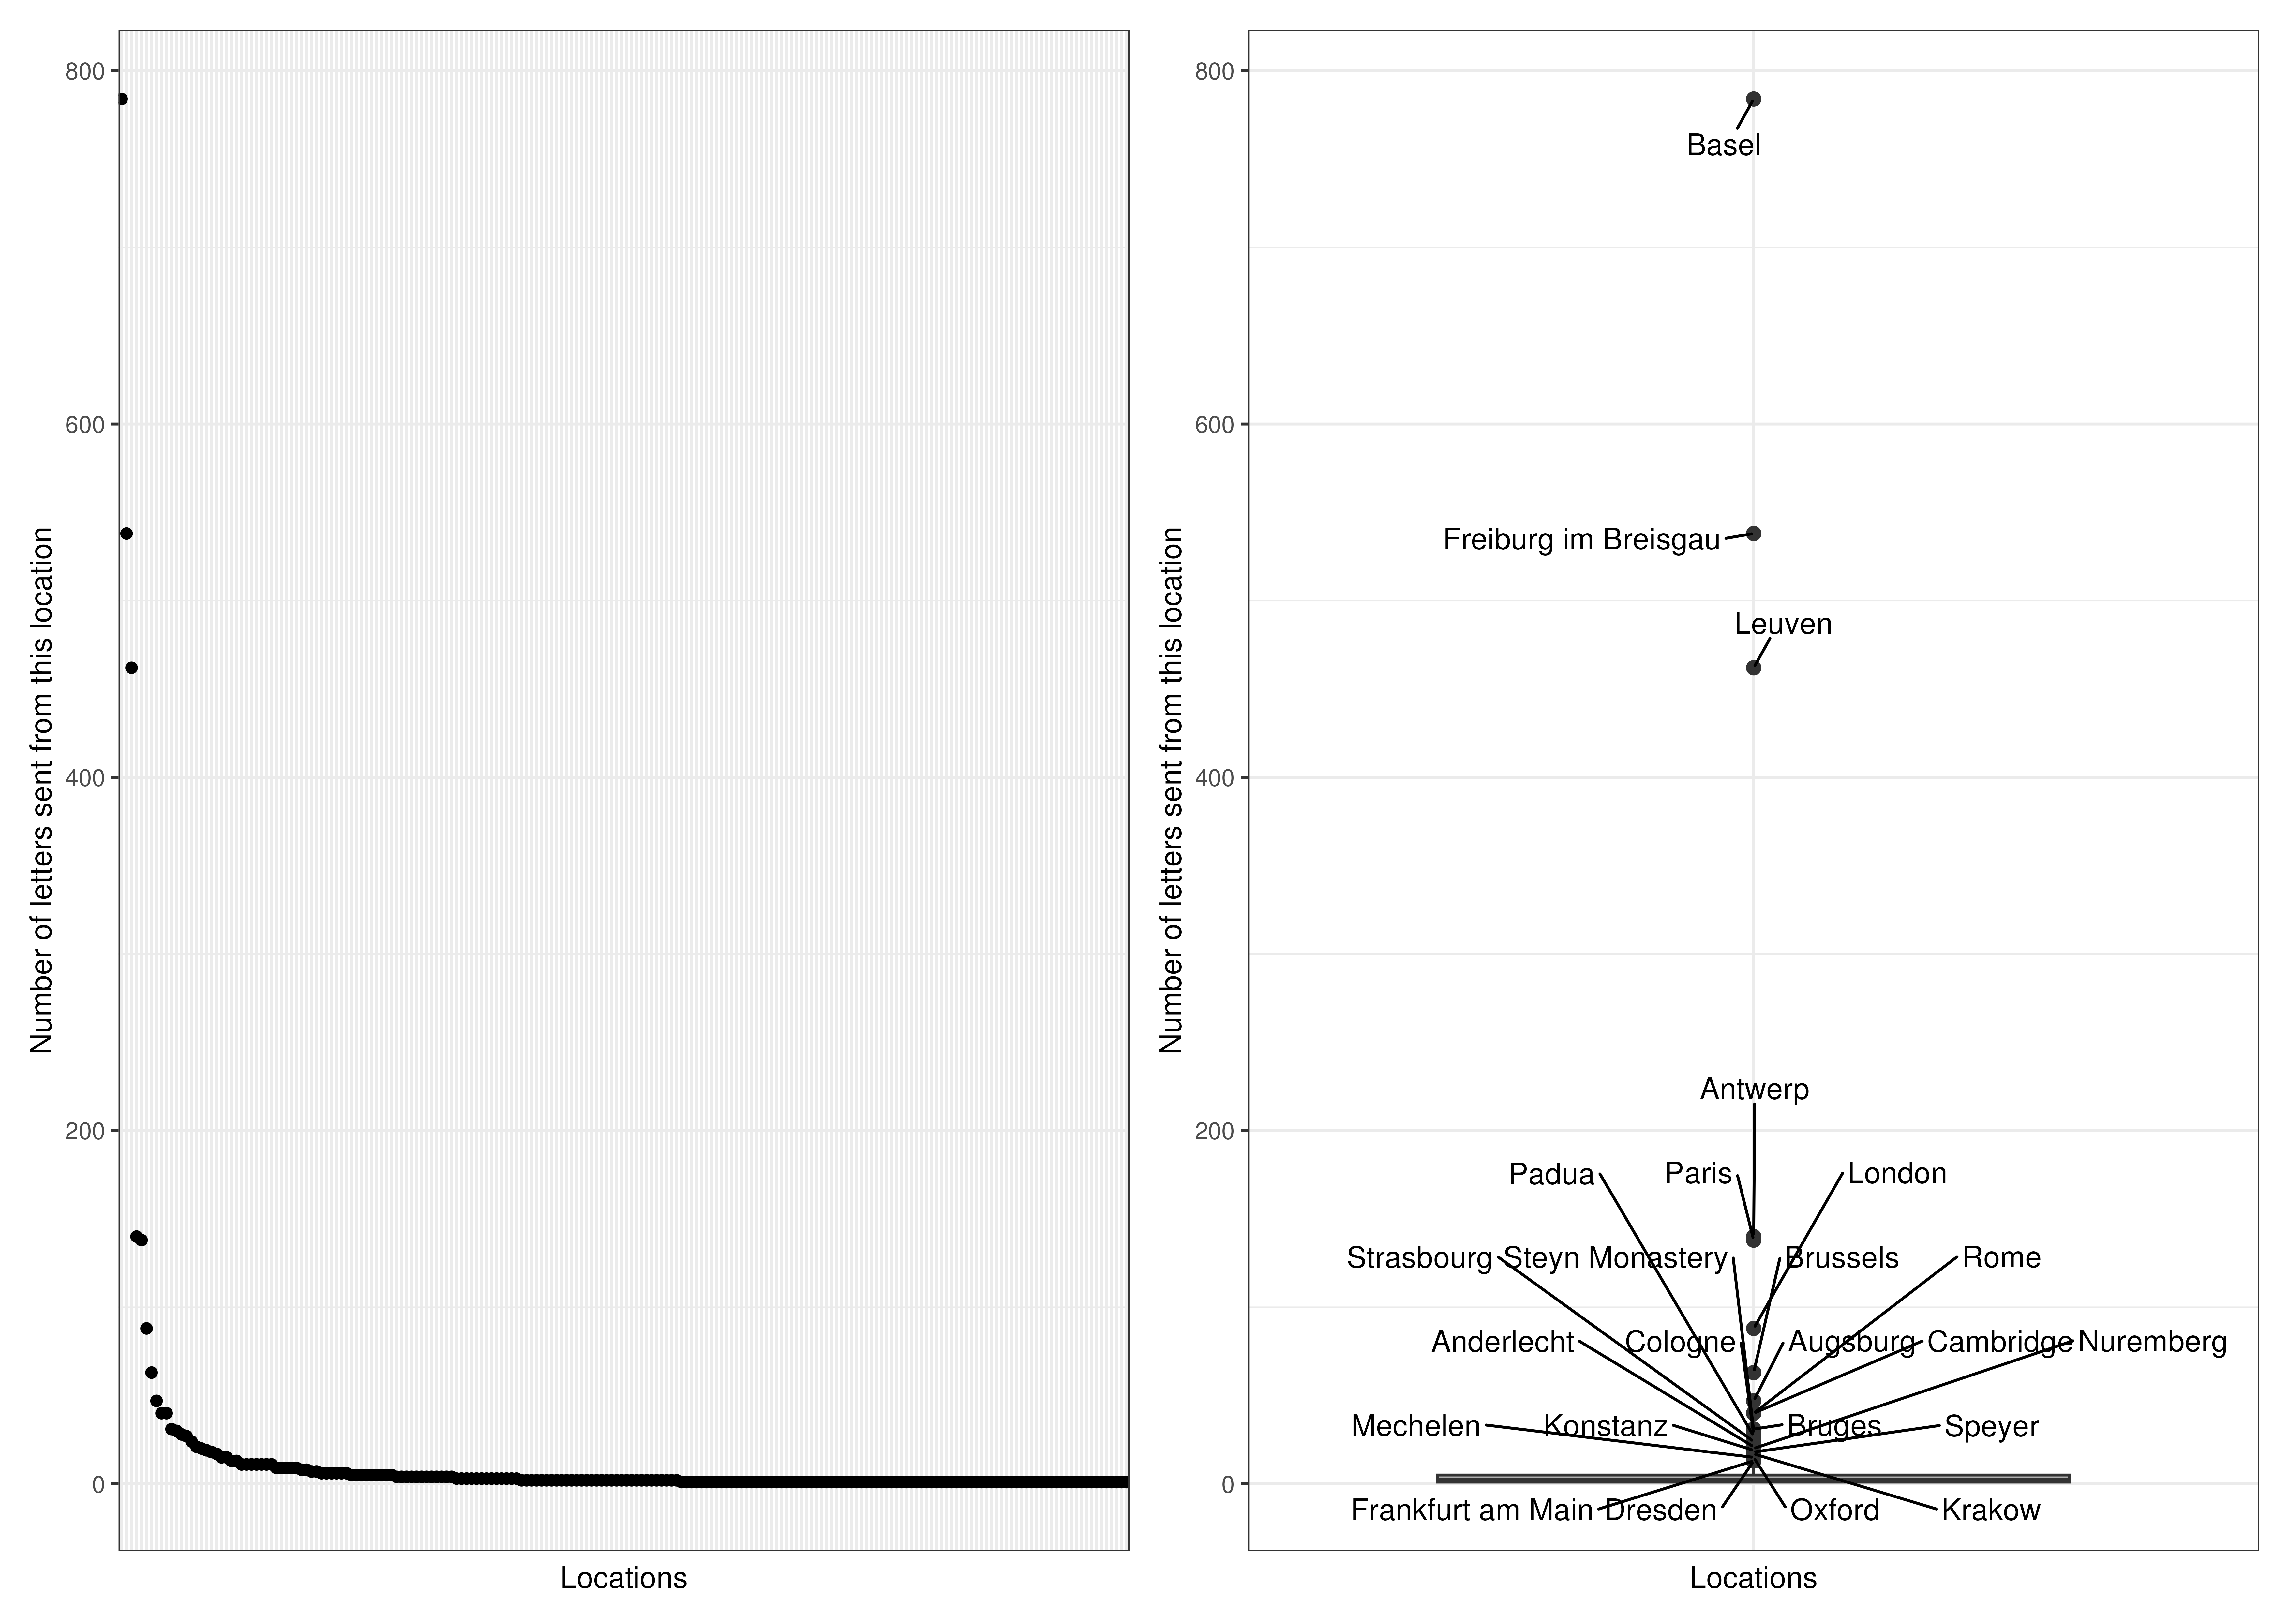 Number of letters sent from this location
800
600
400
200
0
Locations
Number of letters sent from this location
800
600
400
200
0
Basel
Freiburg im Breisgau
Leuven
Antwerp
Padua Paris London
Strasbourg Steyn Monastery Brussels Rome
Anderlecht Cologne Augsburg Cambridge Nuremberg
Mechelen Konstanz Bruges Speyer
Frankfurt am Main Dresden Oxford Krakow
Locations